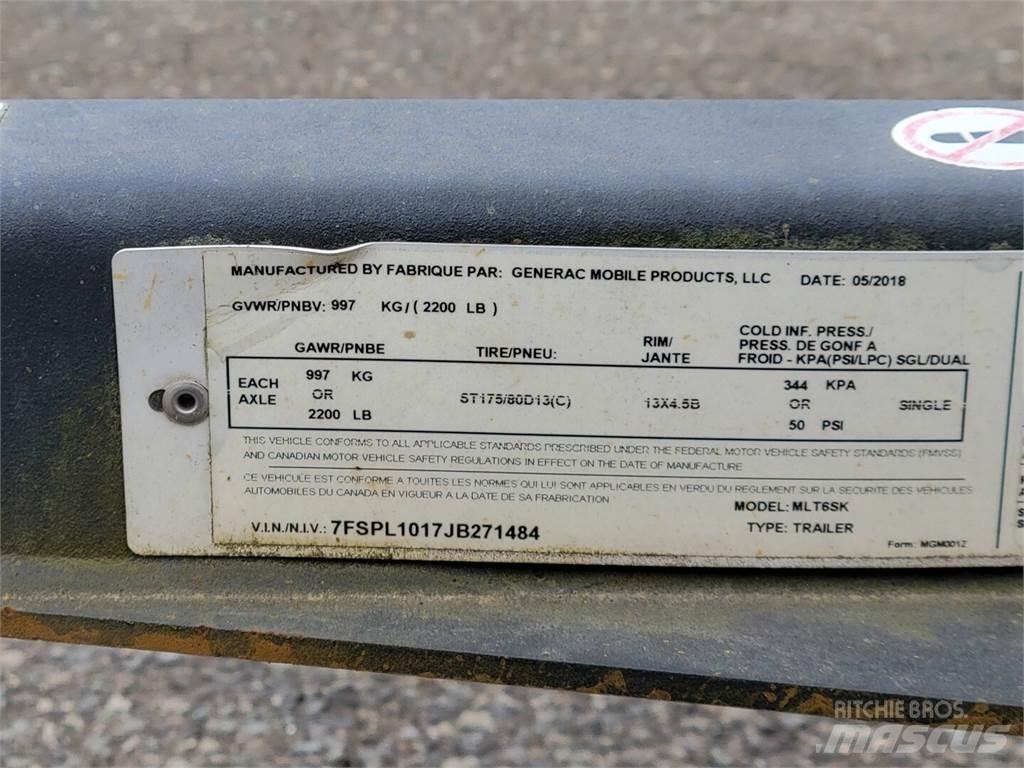 MANUFACTURED BY FABRIQUE PAR: GENERAC MOBILE PRODUCTS, LLC DATE: 05/2018
GVWR/PNBV: 997 KG/ ( 2200 LB )
GAWR/PNBE TIRE/PNEU: RIM/ JANTE COLD INF. PRESS./ PRESS. DE GONF A FROID - KPA(PSI/LPC) SGL/DUAL
EACH AXLE 997 KG OR 2200 LB ST175/80D13(C) 13X4.5B 344 KPA OR 50 PSI SINGLE
THIS VEHICLE CONFORMS TO ALL APPLICABLE STANDARDS PRESCRIBED UNDER THE FEDERAL MOTOR VEHICLE SAFETY STANDARDS (FMVSS)
AND CANADIAN MOTOR VEHICLE SAFETY REGULATIONS IN EFFECT ON THE DATE OF MANUFACTURE
CE VEHICULE EST CONFORME A TOUITES LES NORMES QUI LUI SONT APPLICABLES EN VERDU DU REGLEMENT SUR LA SECURITE DES VEHICULES
AUTOMOBILES DU CANADA EN VIGUEUR A LA DATE DE SA FRABRICATION
MODEL: MLT6SK
V.I.N./N.I.V.: 7FSPL1017JB271484 TYPE: TRAILER
Form: MGM001Z
RITCHIE BROS.
MASCUS